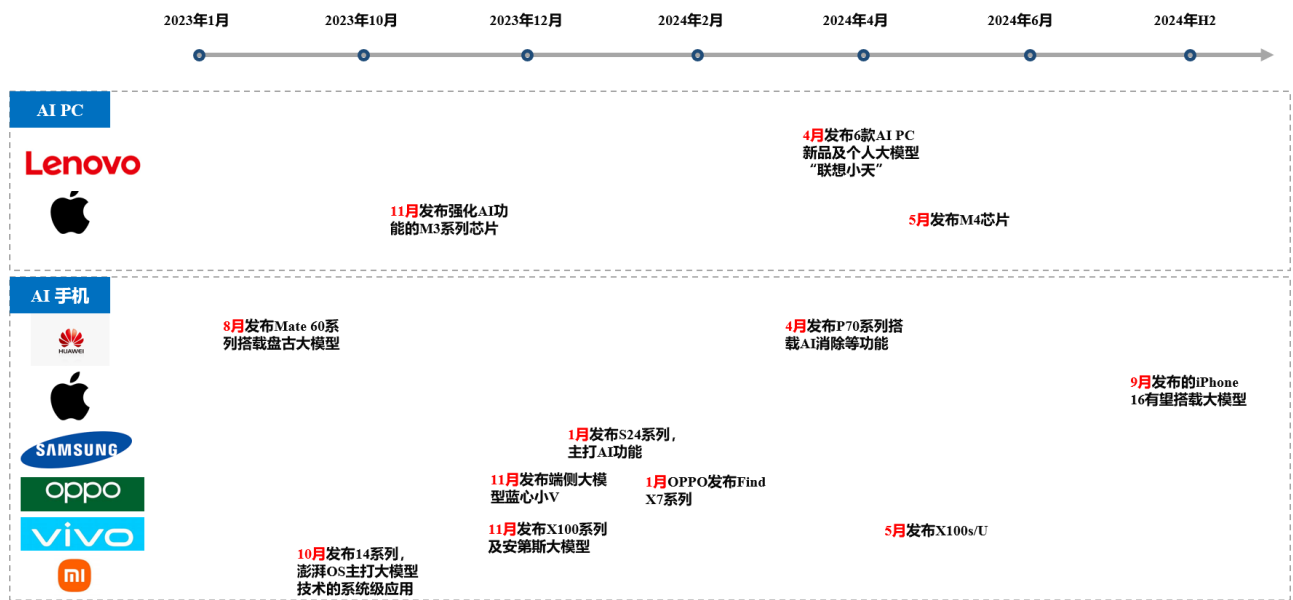 2023年1月
2023年10月
2023年12月
2024年2月
2024年4月
2024年6月
2024年H2
AI PC
Lenovo
4月发布6款AI PC
新品及个人大模型
“联想小天”
11月发布强化AI功
能的M3系列芯片
5月发布M4芯片
AI 手机
HUAWEI
8月发布Mate 60系
列搭载盘古大模型
4月发布P70系列搭
载AI消除等功能
9月发布的iPhone
16有望搭载大模型
SAMSUNG
1月发布S24系列，
主打AI功能
oppo
11月发布端侧大模
型蓝心小V
1月OPPO发布Find
X7系列
vivo
11月发布X100系列
及安第斯大模型
5月发布X100s/U
mi
10月发布14系列，
澎湃OS主打大模型
技术的系统级应用